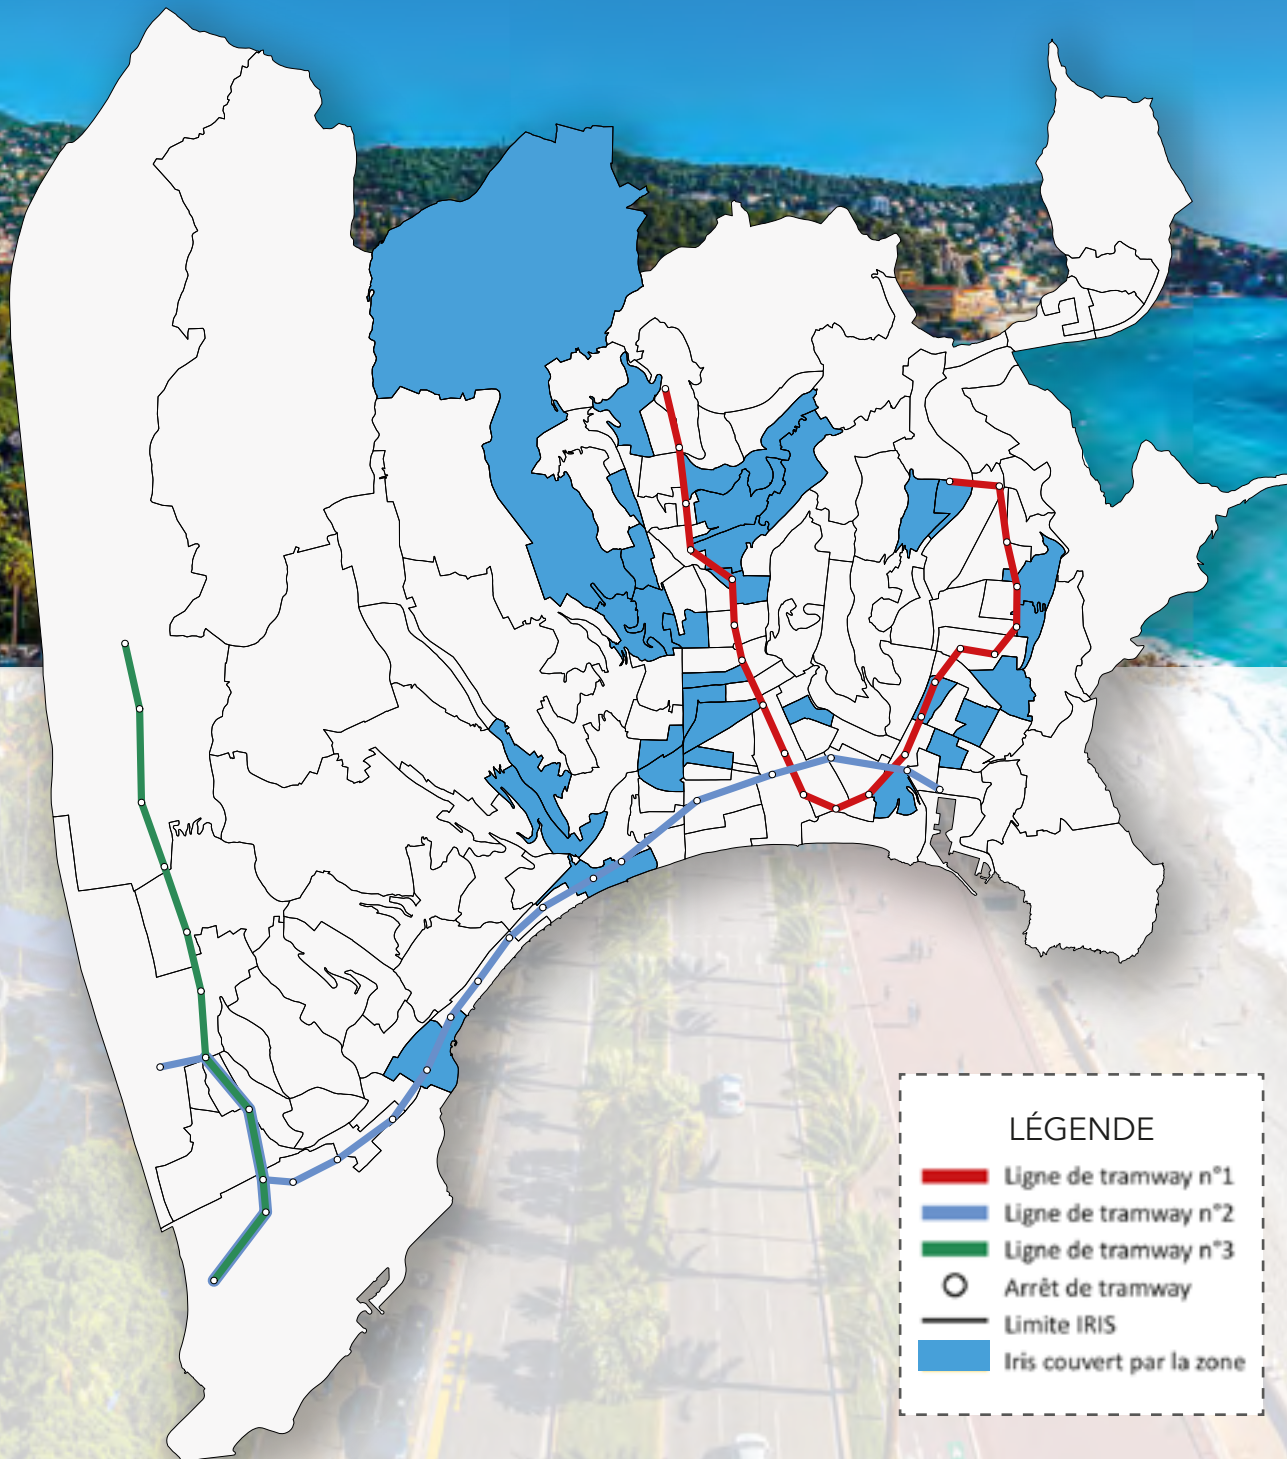 LÉGENDE
Ligne de tramway n°1
Ligne de tramway n°2
Ligne de tramway n°3
Arrêt de tramway
Limite IRIS
Iris couvert par la zone